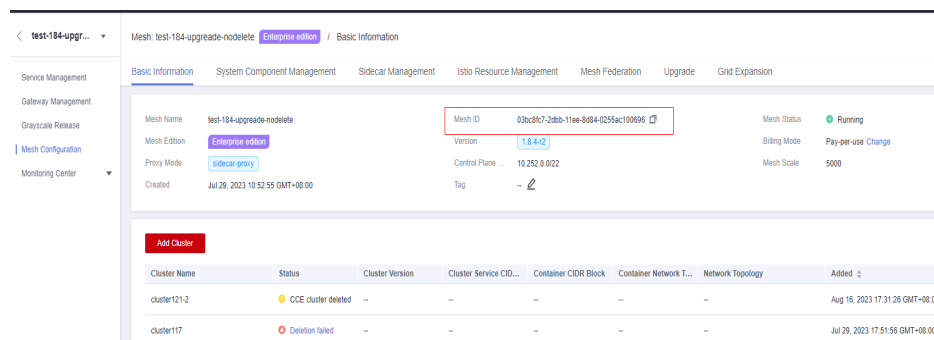 test-184-upgr...
Mesh: test-184-upgreade-nodelete Enterprise edition / Basic Information
Service Management
Gateway Management
Grayscale Release
Mesh Configuration
Monitoring Center
Basic Information System Component Management Sidecar Management Istio Resource Management Mesh Federation Upgrade Grid Expansion
Mesh Name test-184-upgreade-nodelete Mesh ID 03bc8fc7-2dbb-11ee-8d84-0255ac100696 Mesh Status Running
Mesh Edition Enterprise edition Version 1.8.4-r2 Billing Mode Pay-per-use Change
Proxy Mode sidecar-proxy Control Plane ... 10.252.0.0/22 Mesh Scale 5000
Created Jul 29, 2023 10:52:55 GMT+08:00 Tag --
Add Cluster
Cluster Name Status Cluster Version Cluster Service CID... Container CIDR Block Container Network T... Network Topology Added
cluster121-2 CCE cluster deleted -- -- -- -- -- Aug 16, 2023 17:31:26 GMT+08:0
cluster117 Deletion failed -- -- -- -- -- Jul 29, 2023 17:51:56 GMT+08:00